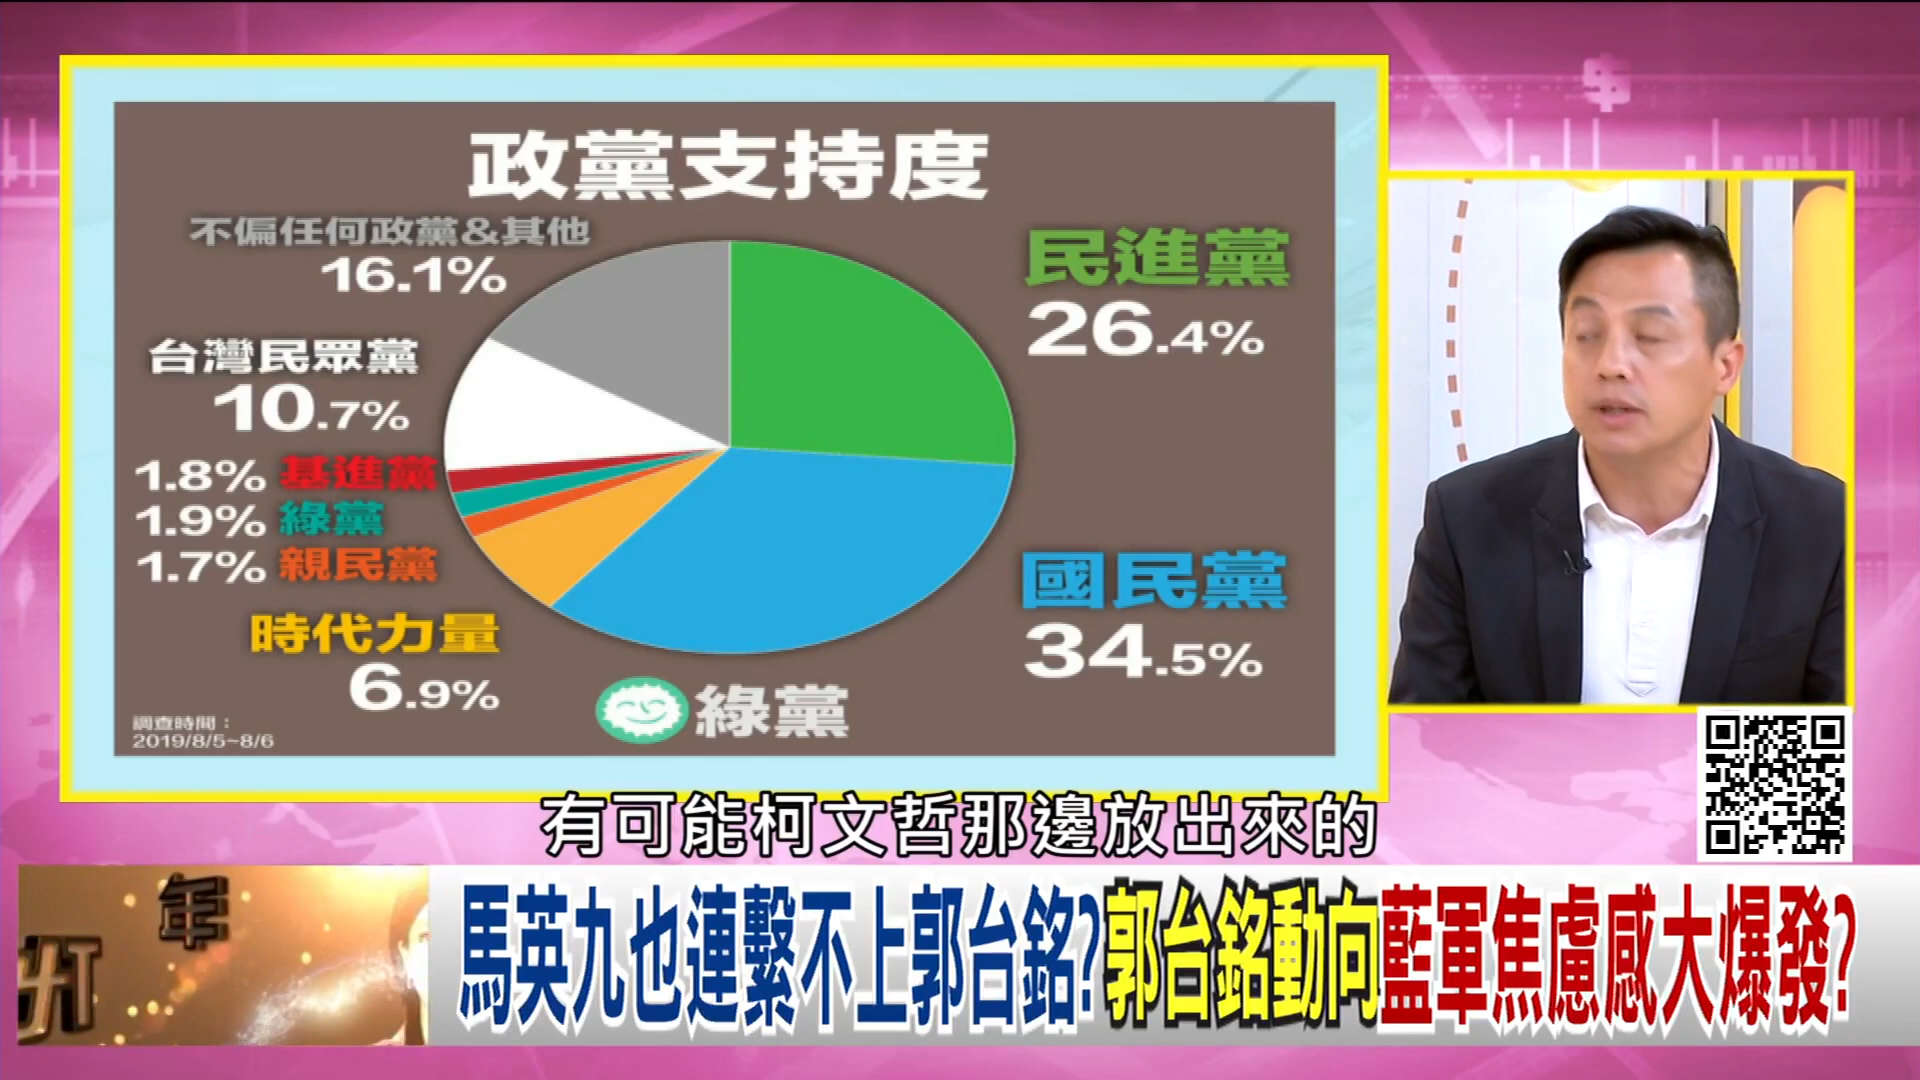 政黨支持度
不偏任何政黨&其他
16.1%
民進黨
26.4%
台灣民眾黨
10.7%
1.8% 基進黨
1.9% 綠黨
1.7% 親民黨
國民黨
34.5%
時代力量
6.9%
綠黨
調查時間：
2019/8/5~8/6
有可能柯文哲那邊放出來的
年
馬英九也連繫不上郭台銘?郭台銘動向藍軍焦慮感大爆發?